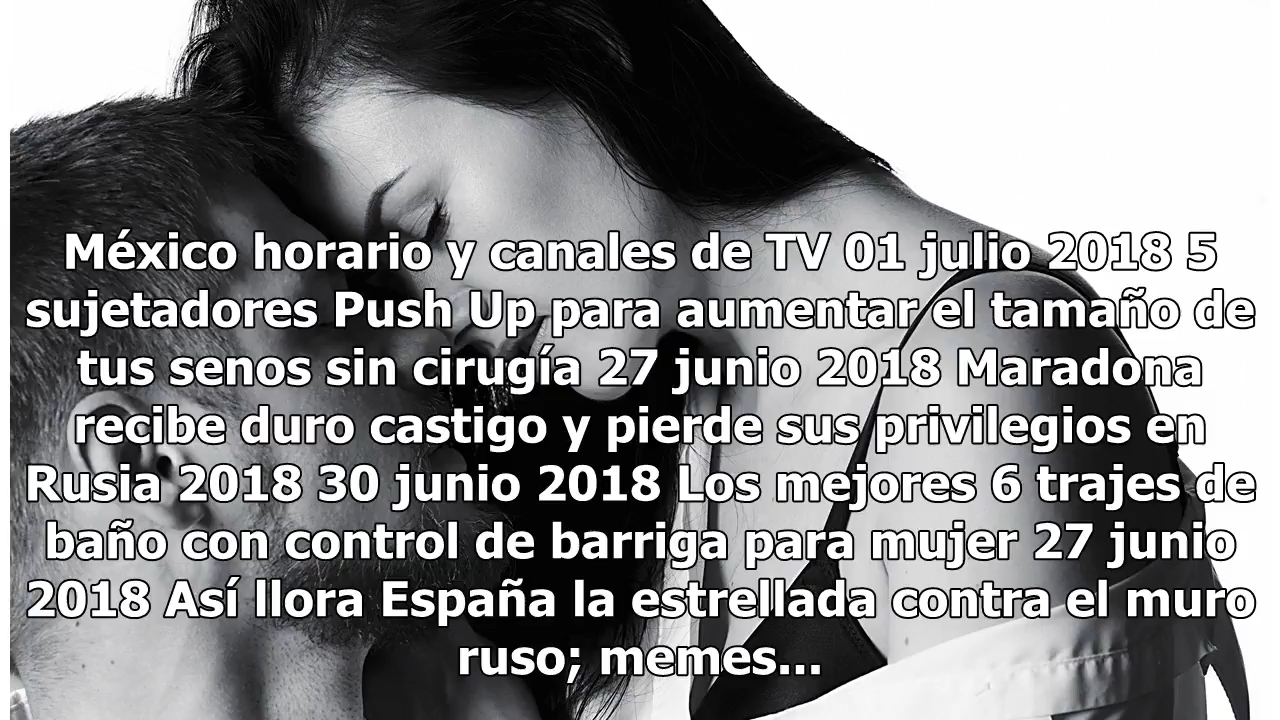 México horario y canales de TV 01 julio 2018 5
sujetadores Push Up para aumentar el tamaño de
tus senos sin cirugía 27 junio 2018 Maradona
recibe duro castigo y pierde sus privilegios en
Rusia 2018 30 junio 2018 Los mejores 6 trajes de
baño con control de barriga para mujer 27 junio
2018 Así llora España la estrellada contra el muro
ruso; memes...